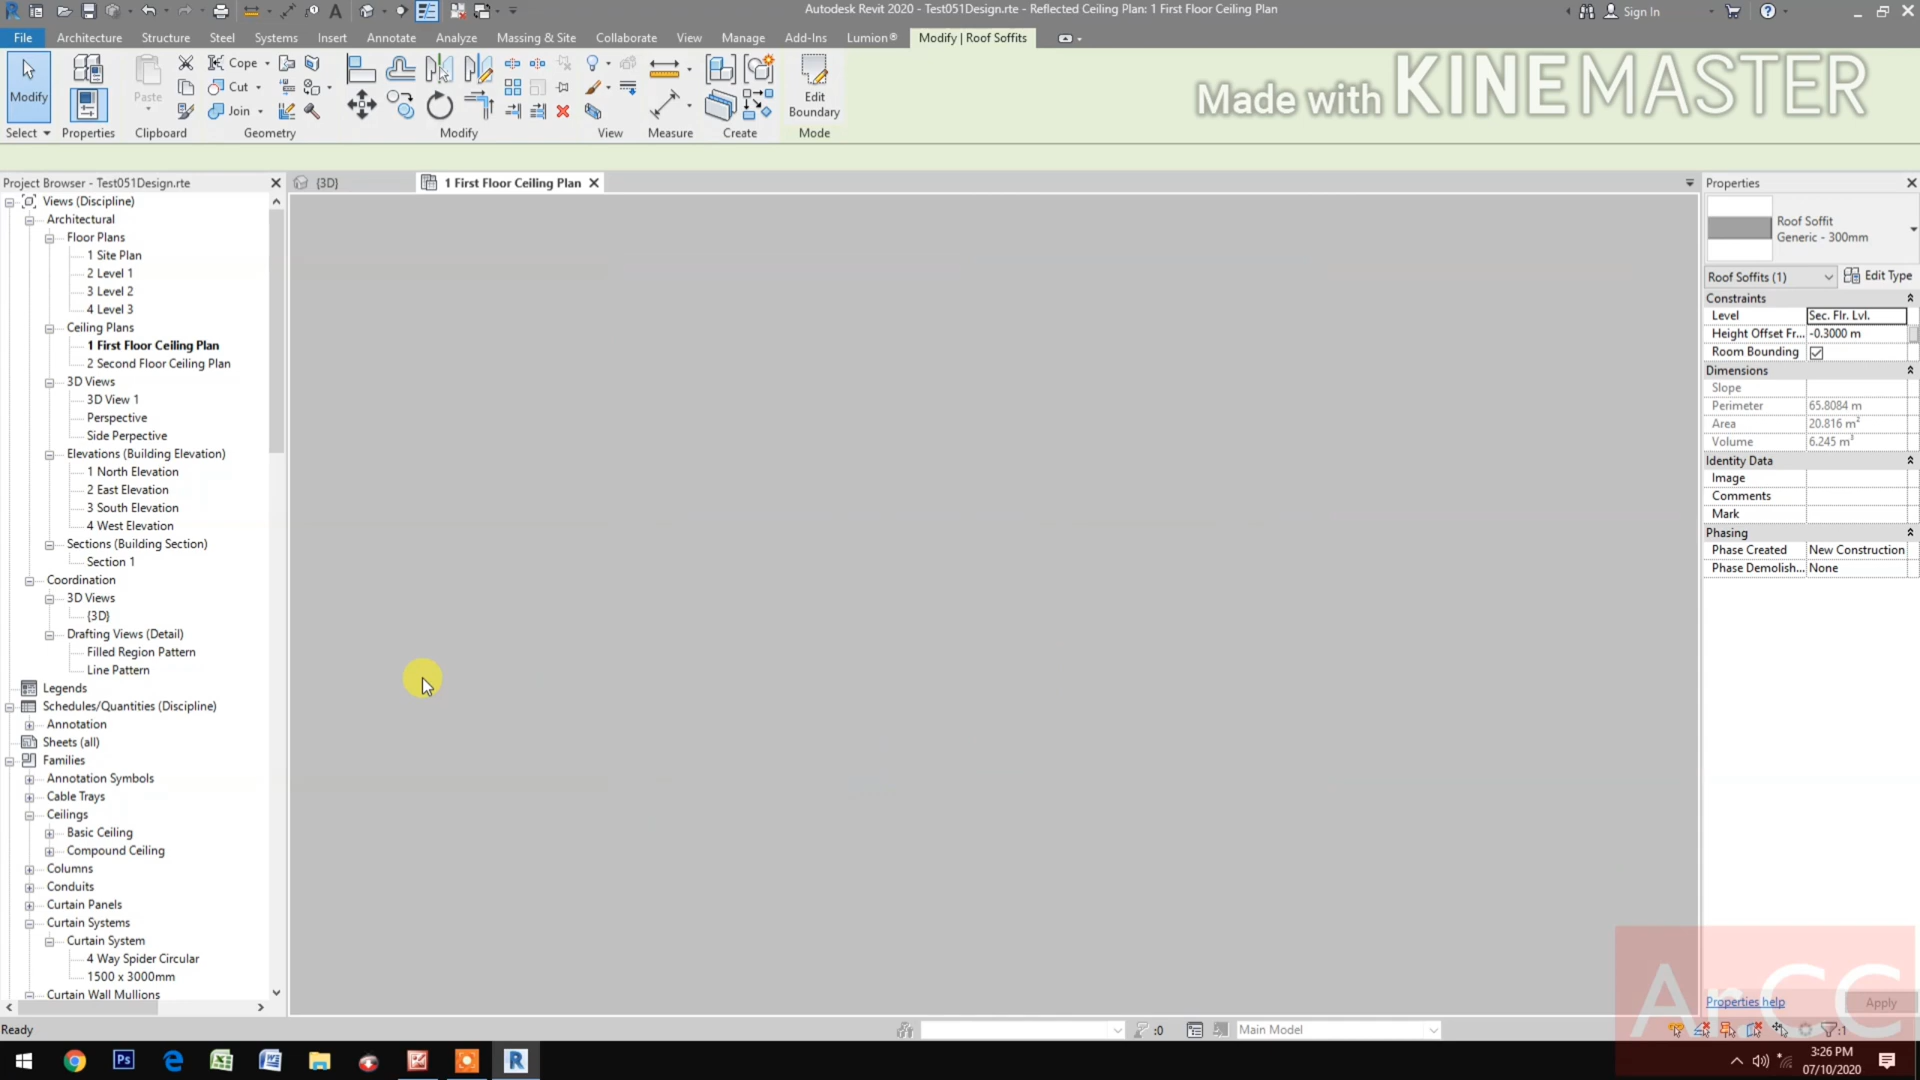 Autodesk Revit 2020 - Test051Design.rte - Reflected Ceiling Plan: 1 First Floor Ceiling Plan
Sign In
File Architecture Structure Steel Systems Insert Annotate Analyze Massing & Site Collaborate View Manage Add-Ins Lumion® Modify | Roof Soffits
Modify
Paste
Cope
Cut
Join
Edit
Boundary
Select Properties Clipboard Geometry Modify View Measure Create Mode
Made with KINEMASTER
Project Browser - Test051Design.rte
{3D}
1 First Floor Ceiling Plan
Views (Discipline)
Architectural
Floor Plans
1 Site Plan
2 Level 1
3 Level 2
4 Level 3
Ceiling Plans
1 First Floor Ceiling Plan
2 Second Floor Ceiling Plan
3D Views
3D View 1
Perspective
Side Perpective
Elevations (Building Elevation)
1 North Elevation
2 East Elevation
3 South Elevation
4 West Elevation
Sections (Building Section)
Section 1
Coordination
3D Views
{3D}
Drafting Views (Detail)
Filled Region Pattern
Line Pattern
Legends
Schedules/Quantities (Discipline)
Annotation
Sheets (all)
Families
Annotation Symbols
Cable Trays
Ceilings
Basic Ceiling
Compound Ceiling
Columns
Conduits
Curtain Panels
Curtain Systems
Curtain System
4 Way Spider Circular
1500 x 3000mm
Curtain Wall Mullions
Properties
Roof Soffit
Generic - 300mm
Roof Soffits (1)
Edit Type
Constraints
Level Sec. Flr. Lvl.
Height Offset Fr... -0.3000 m
Room Bounding
Dimensions
Slope
Perimeter 65.8084 m
Area 20.816 m²
Volume 6.245 m³
Identity Data
Image
Comments
Mark
Phasing
Phase Created New Construction
Phase Demolish... None
Properties help
Apply
ArCC
Ready
:0
Main Model
:1
3:26 PM
07/10/2020